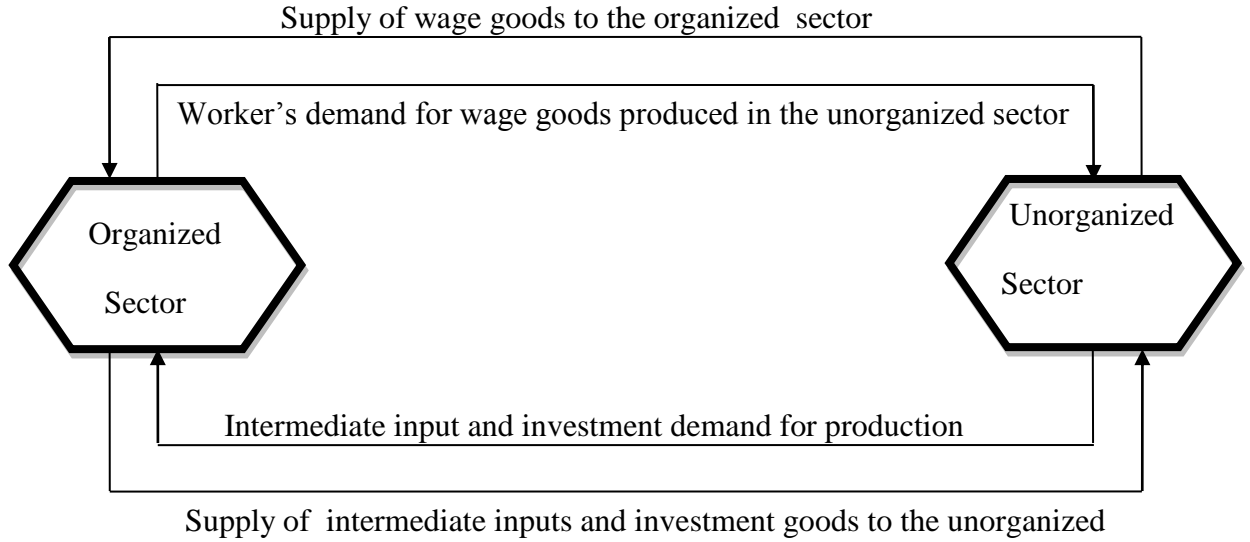 Supply of wage goods to the organized sector
Worker’s demand for wage goods produced in the unorganized sector
Organized
Sector
Unorganized
Sector
Intermediate input and investment demand for production
Supply of intermediate inputs and investment goods to the unorganized